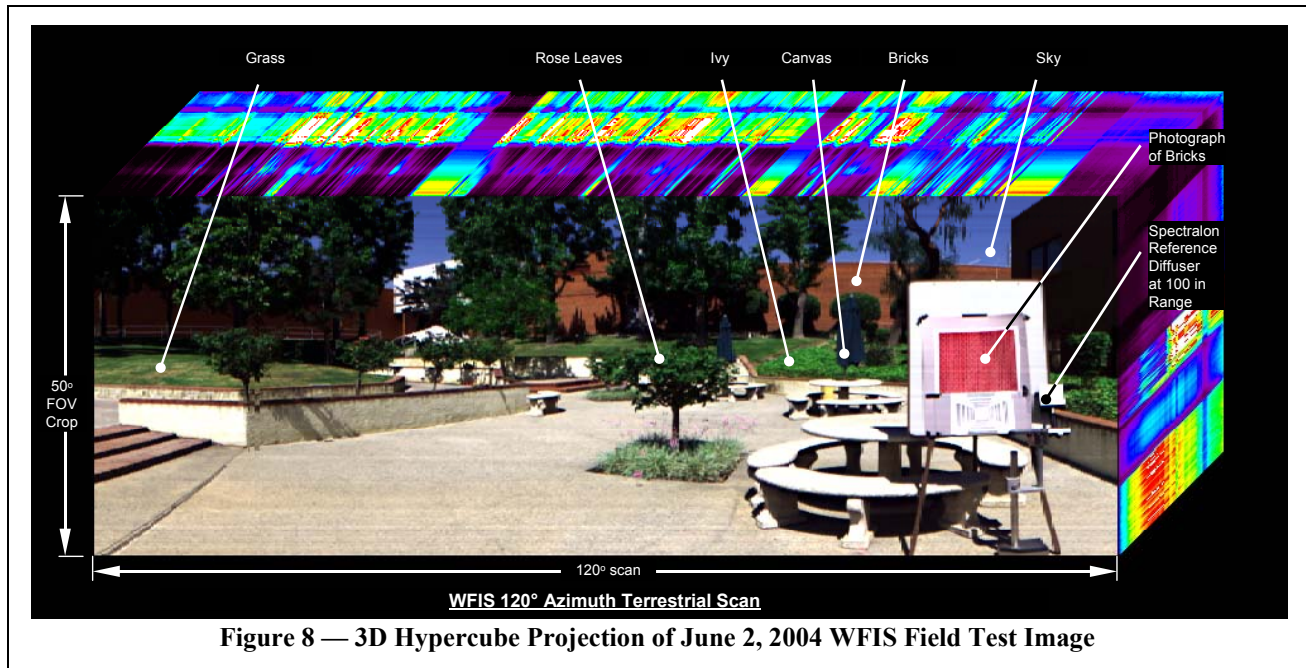 Grass
Rose Leaves
Ivy
Canvas
Bricks
Sky
Photograph
of Bricks
Spectralon
Reference
Diffuser
at 100 in
Range
50o
FOV
Crop
120o scan
WFIS 120° Azimuth Terrestrial Scan
Figure 8 — 3D Hypercube Projection of June 2, 2004 WFIS Field Test Image